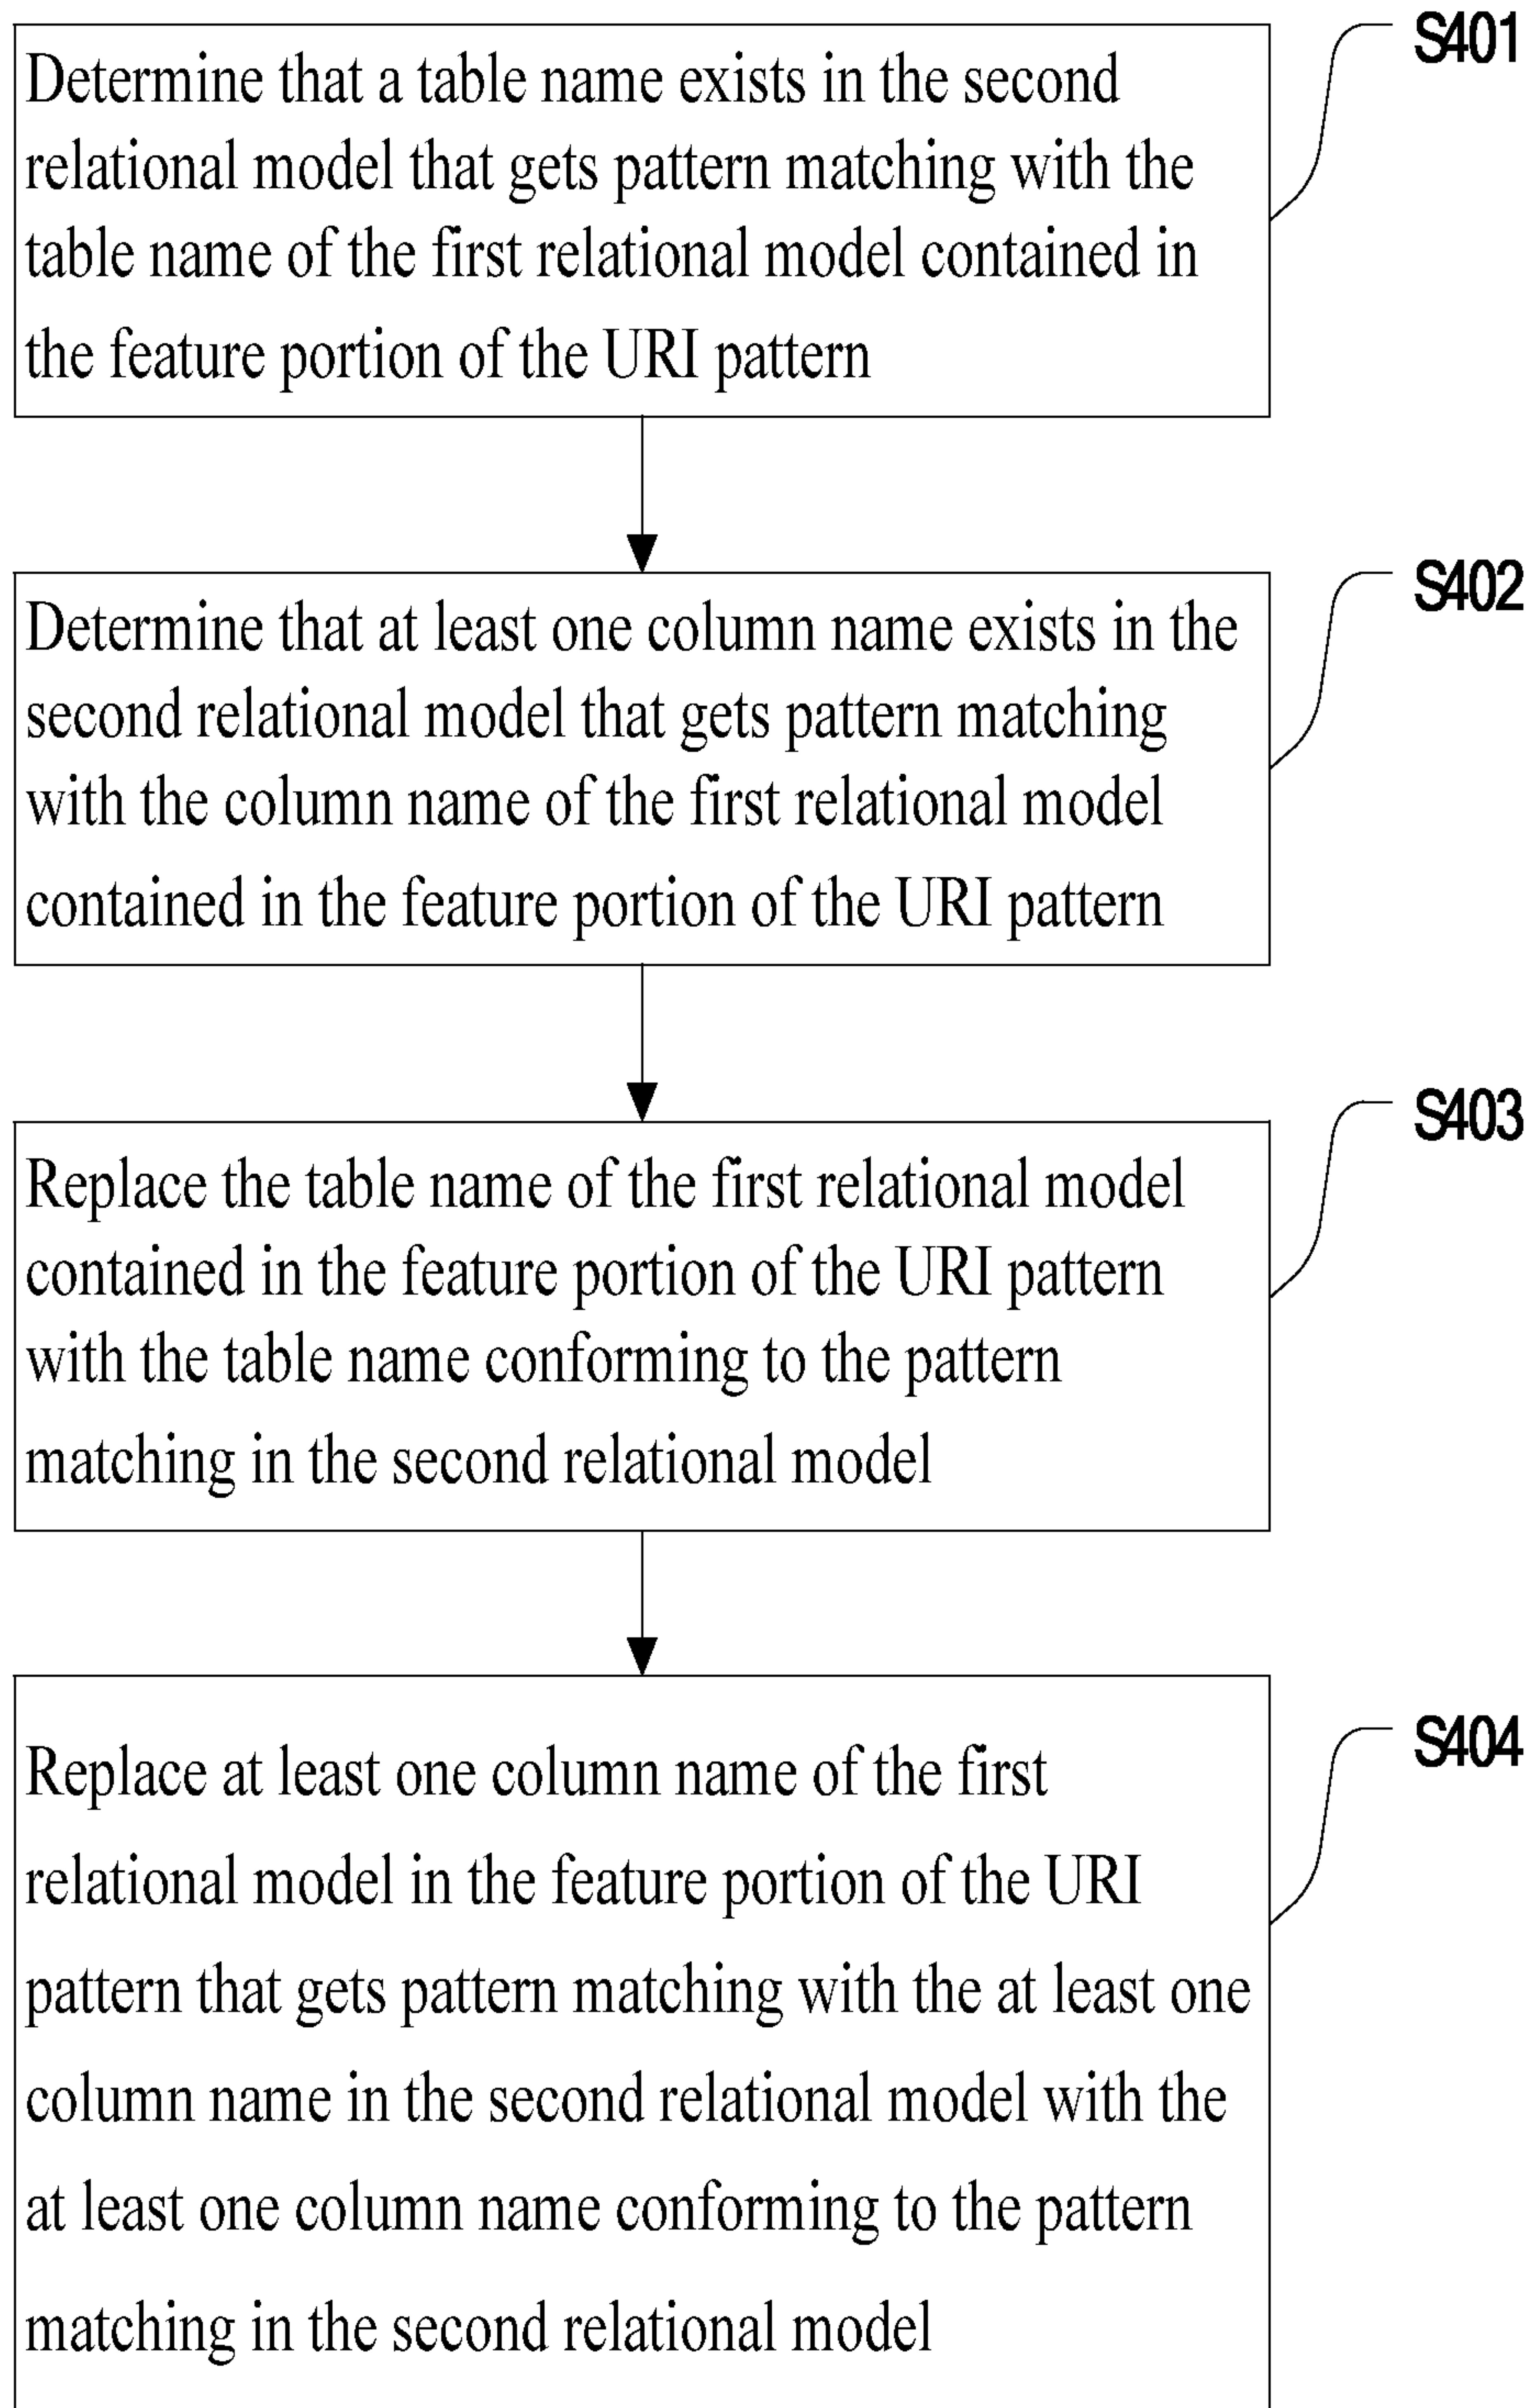 S401
Determine that a table name exists in the second
relational model that gets pattern matching with the
table name of the first relational model contained in
the feature portion of the URI pattern
S402
Determine that at least one column name exists in the
second relational model that gets pattern matching
with the column name of the first relational model
contained in the feature portion of the URI pattern
S403
Replace the table name of the first relational model
contained in the feature portion of the URI pattern
with the table name conforming to the pattern
matching in the second relational model
S404
Replace at least one column name of the first
relational model in the feature portion of the URI
pattern that gets pattern matching with the at least one
column name in the second relational model with the
at least one column name conforming to the pattern
matching in the second relational model